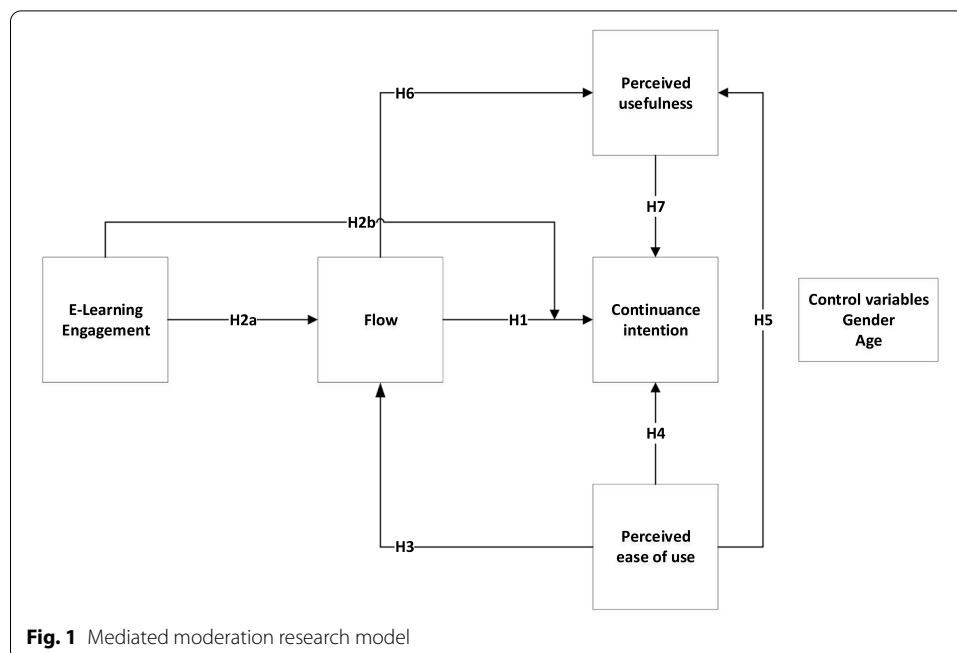 Perceived
usefulness
H6
H7
H2b
E-Learning
Engagement
H2a
Flow
H1
Continuance
intention
H5
Control variables
Gender
Age
H4
H3
Perceived
ease of use
Fig. 1 Mediated moderation research model